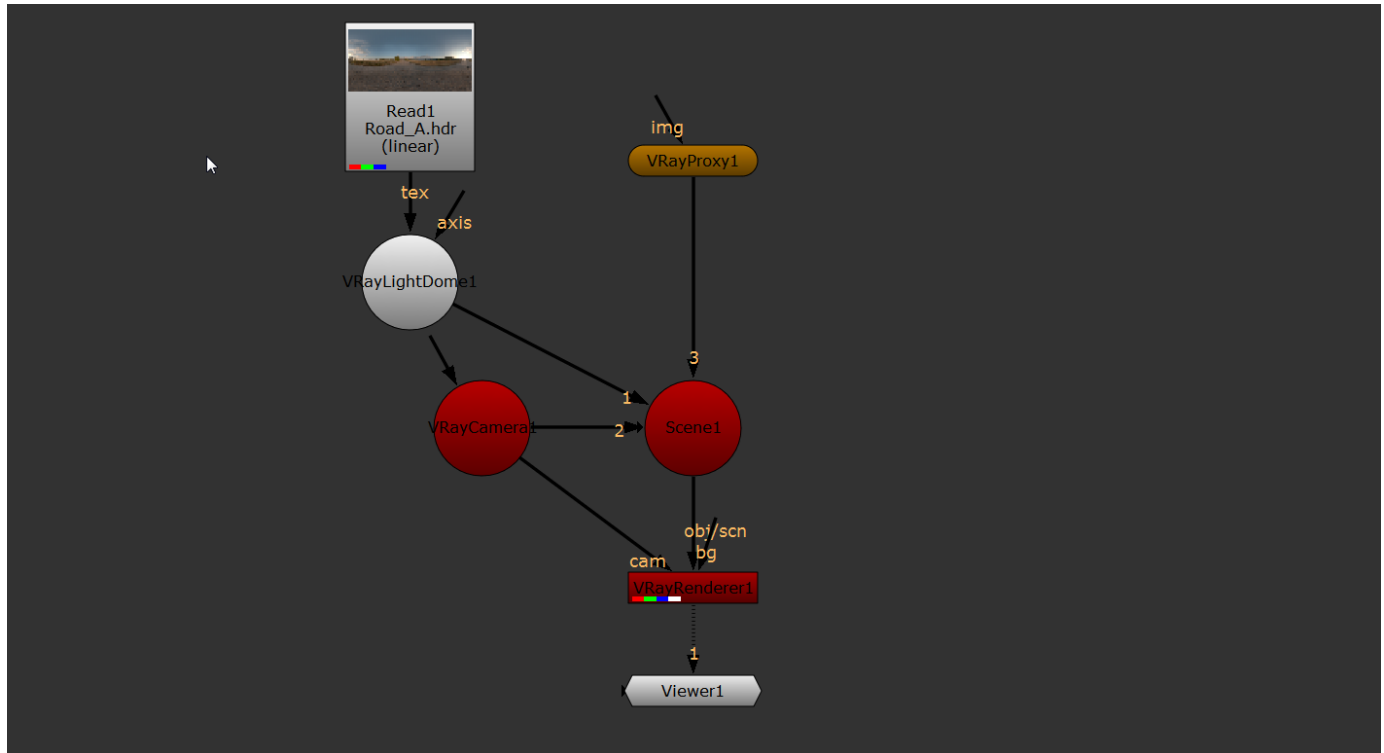 Read1
Road_A.hdr
(linear)
img
VRayProxy1
tex
axis
VRayLightDome1
3
1
VRayCamera1
2
Scene1
obj/scn
bg
cam
VRayRenderer1
1
Viewer1